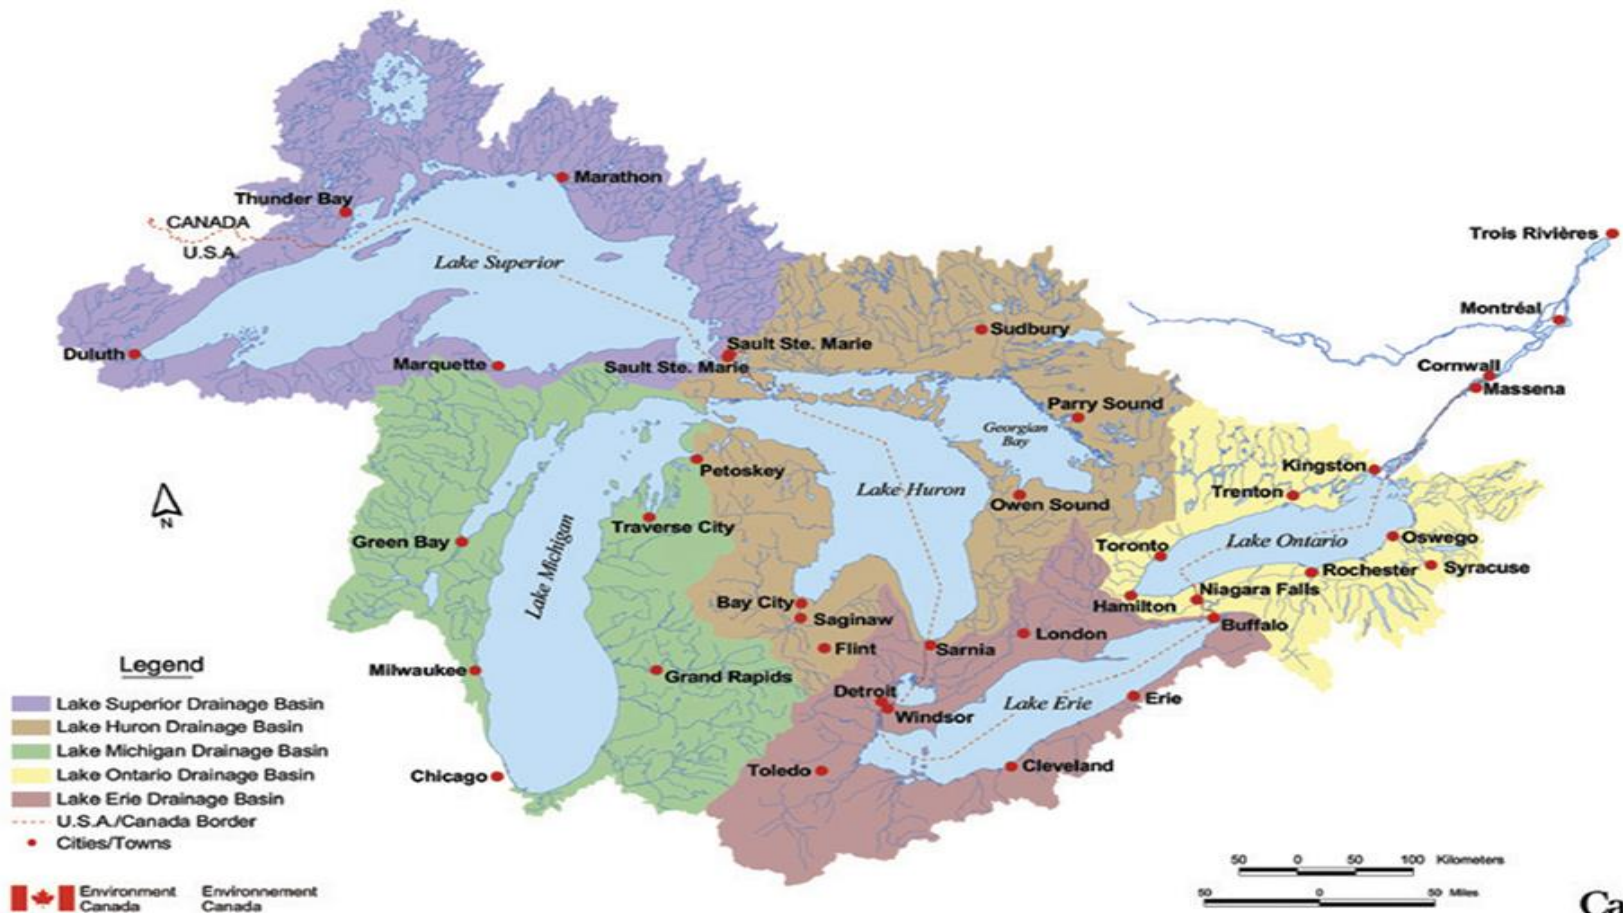 Marathon
Thunder Bay
CANADA
U.S.A.
Lake Superior
Trois Rivières
Montréal
Sudbury
Sault Ste. Marie
Duluth
Marquette
Sault Ste. Marie
Cornwall
Massena
Parry Sound
Georgian
Bay
Kingston
Petoskey
Lake Huron
Trenton
Owen Sound
N
Traverse City
Green Bay
Lake Michigan
Toronto
Lake Ontario
Oswego
Rochester
Syracuse
Niagara Falls
Hamilton
Bay City
Saginaw
Buffalo
London
Flint
Sarnia
Milwaukee
Grand Rapids
Detroit
Windsor
Lake Erie
Erie
Chicago
Toledo
Cleveland
Legend
Lake Superior Drainage Basin
Lake Huron Drainage Basin
Lake Michigan Drainage Basin
Lake Ontario Drainage Basin
Lake Erie Drainage Basin
U.S.A./Canada Border
Cities/Towns
50 0 50 100 Kilometers
50 0 50 Miles
Environment Environnement
Canada Canada
Ca